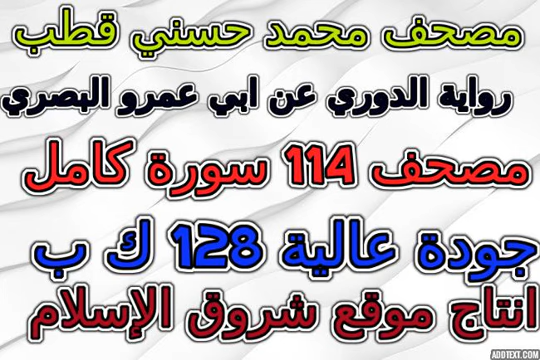 مصحف محمد حسني قطب
رواية الدوري عن ابي عمرو البصري
مصحف 114 سورة كامل
جودة عالية 128 ك ب
انتاج موقع شروق الإسلام
ADDTEXT.COM